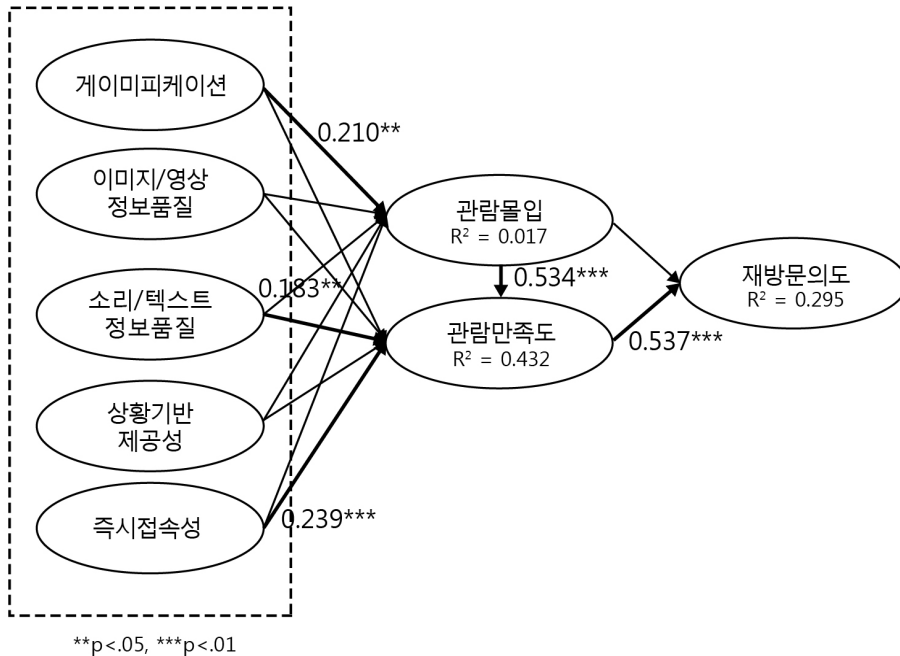 게이미피케이션
0.210**
이미지/영상
정보품질
관람몰입
R² = 0.017
0.183**
소리/텍스트
정보품질
0.534***
재방문의도
R² = 0.295
관람만족도
R² = 0.432
0.537***
상황기반
제공성
즉시접속성
0.239***
**p<.05, ***p<.01